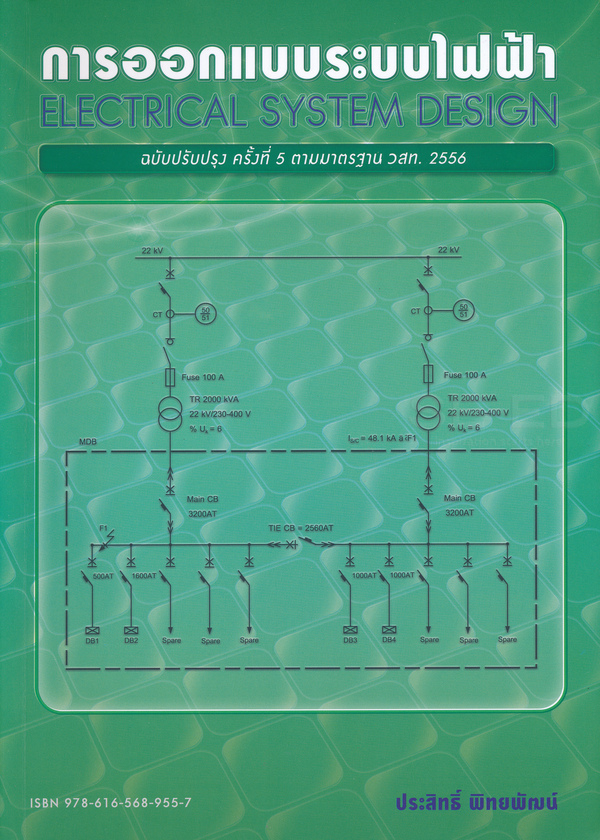 การออกแบบระบบไฟฟ้า
ELECTRICAL SYSTEM DESIGN
ฉบับปรับปรุง ครั้งที่ 5 ตามมาตรฐาน วสท. 2556
22 kV 22 kV
CT 50 51 CT 50 51
Fuse 100 A Fuse 100 A
TR 2000 kVA TR 2000 kVA
22 kV/230-400 V 22 kV/230-400 V
% Uk = 6 % Uk = 6
MDB IS/C = 48.1 kA ที่ F1
Main CB Main CB
3200AT 3200AT
F1 TIE CB = 2560AT
500AT 1600AT 1000AT 1000AT
DB1 DB2 Spare Spare Spare DB3 DB4 Spare Spare Spare
ISBN 978-616-568-955-7 ประสิทธิ์ พิทยพัฒน์